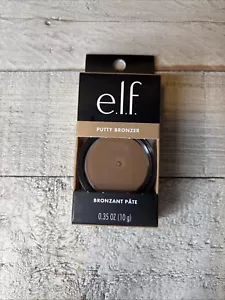 e.l.f.
PUTTY BRONZER
BRONZANT PÂTE
0.35 OZ (10 g)